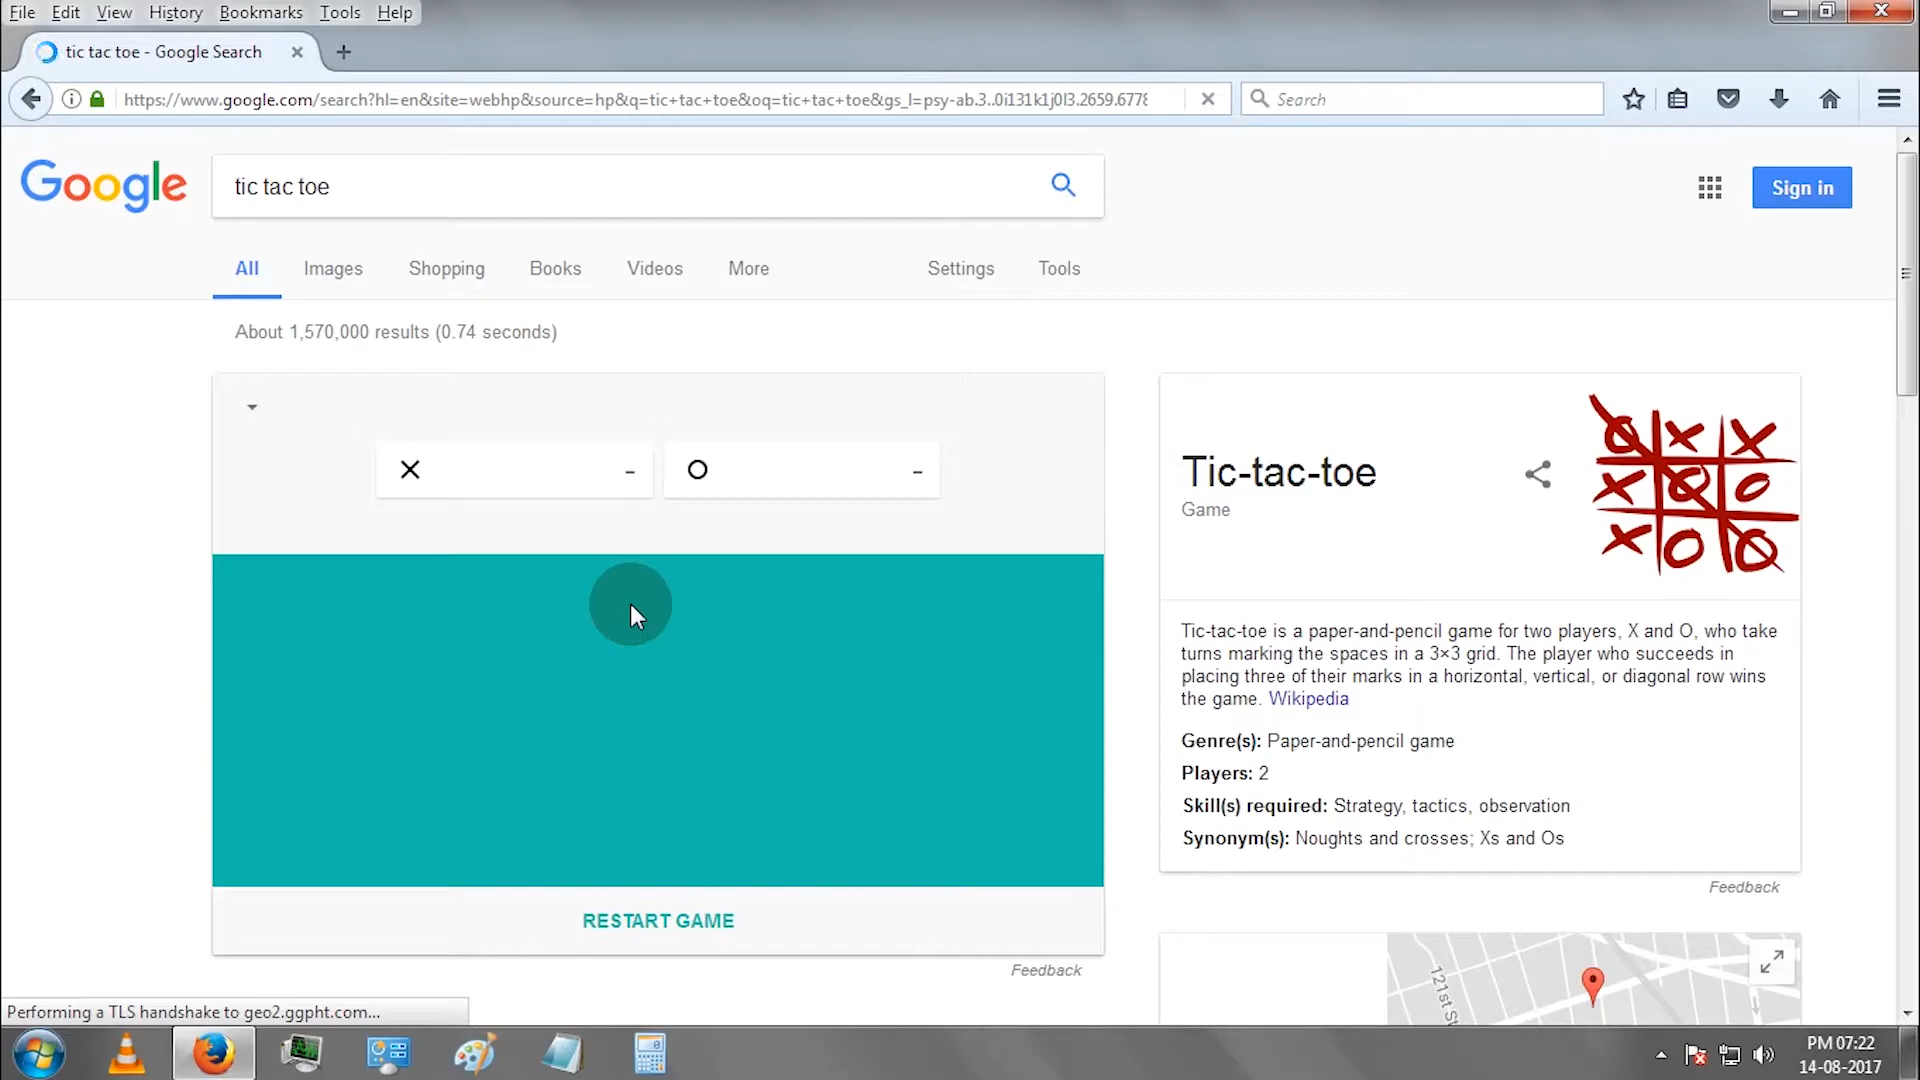 File Edit View History Bookmarks Tools Help
tic tac toe - Google Search
https://www.google.com/search?hl=en&site=webhp&source=hp&q=tic+tac+toe&oq=tic+tac+toe&gs_l=psy-ab.3..0i131k1j0l3.2659.6778
Search
Google
tic tac toe
Sign in
All Images Shopping Books Videos More Settings Tools
About 1,570,000 results (0.74 seconds)
X - O -
RESTART GAME
Feedback
Tic-tac-toe
Game
Tic-tac-toe is a paper-and-pencil game for two players, X and O, who take
turns marking the spaces in a 3×3 grid. The player who succeeds in
placing three of their marks in a horizontal, vertical, or diagonal row wins
the game. Wikipedia
Genre(s): Paper-and-pencil game
Players: 2
Skill(s) required: Strategy, tactics, observation
Synonym(s): Noughts and crosses; Xs and Os
Feedback
121st St
Performing a TLS handshake to geo2.ggpht.com...
PM 07:22
14-08-2017